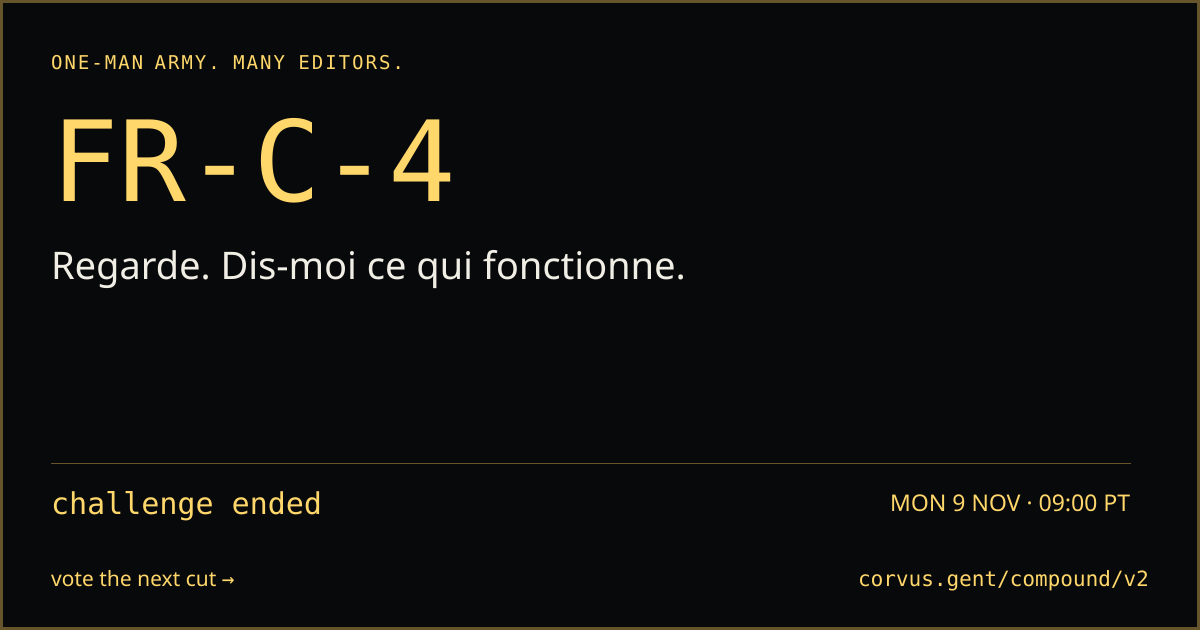 ONE-MAN ARMY. MANY EDITORS.
FR-C-4
Regarde. Dis-moi ce qui fonctionne.
challenge ended
MON 9 NOV · 09:00 PT
vote the next cut →
corvus.gent/compound/v2